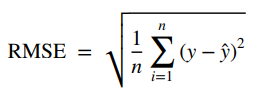 RMSE = √(1/n ∑_{i=1}^{n} (y − ŷ)²)